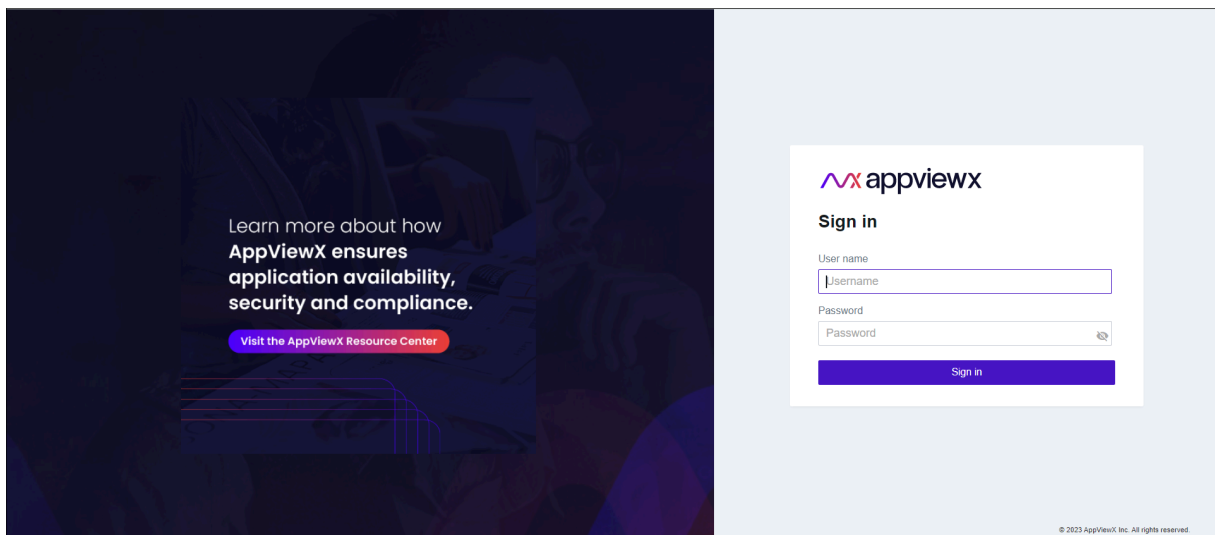 Learn more about how
AppViewX ensures
application availability,
security and compliance.
Visit the AppViewX Resource Center
appviewx
Sign in
User name
Username
Password
Password
Sign in
© 2023 AppViewX Inc. All rights reserved.